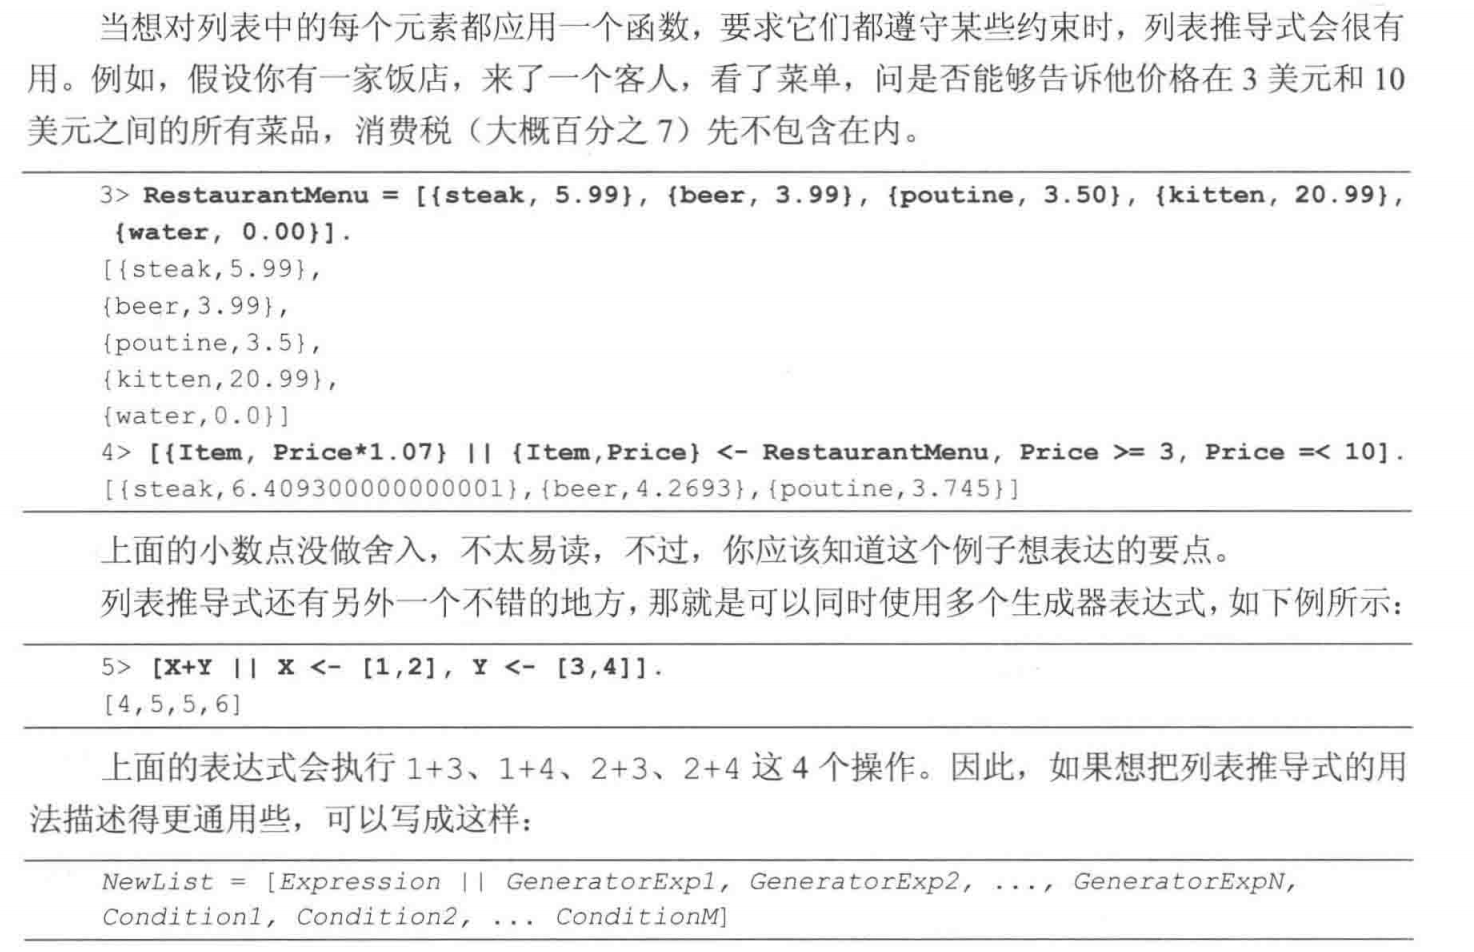 当想对列表中的每个元素都应用一个函数，要求它们都遵守某些约束时，列表推导式会很有
用。例如，假设你有一家饭店，来了一个客人，看了菜单，问是否能够告诉他价格在 3 美元和 10
美元之间的所有菜品，消费税（大概百分之 7）先不包含在内。
3> RestaurantMenu = [{steak, 5.99}, {beer, 3.99}, {poutine, 3.50}, {kitten, 20.99},
{water, 0.00}].
[{steak,5.99},
{beer,3.99},
{poutine,3.5},
{kitten,20.99},
{water,0.0}]
4> [{Item, Price*1.07} || {Item,Price} <- RestaurantMenu, Price >= 3, Price =< 10].
[{steak,6.409300000000001},{beer,4.2693},{poutine,3.745}]
上面的小数点没做舍入，不太易读，不过，你应该知道这个例子想表达的要点。
列表推导式还有另外一个不错的地方，那就是可以同时使用多个生成器表达式，如下例所示：
5> [X+Y || X <- [1,2], Y <- [3,4]].
[4,5,5,6]
上面的表达式会执行 1+3、1+4、2+3、2+4 这 4 个操作。因此，如果想把列表推导式的用
法描述得更通用些，可以写成这样：
NewList = [Expression || GeneratorExp1, GeneratorExp2, ..., GeneratorExpN,
Condition1, Condition2, ... ConditionM]